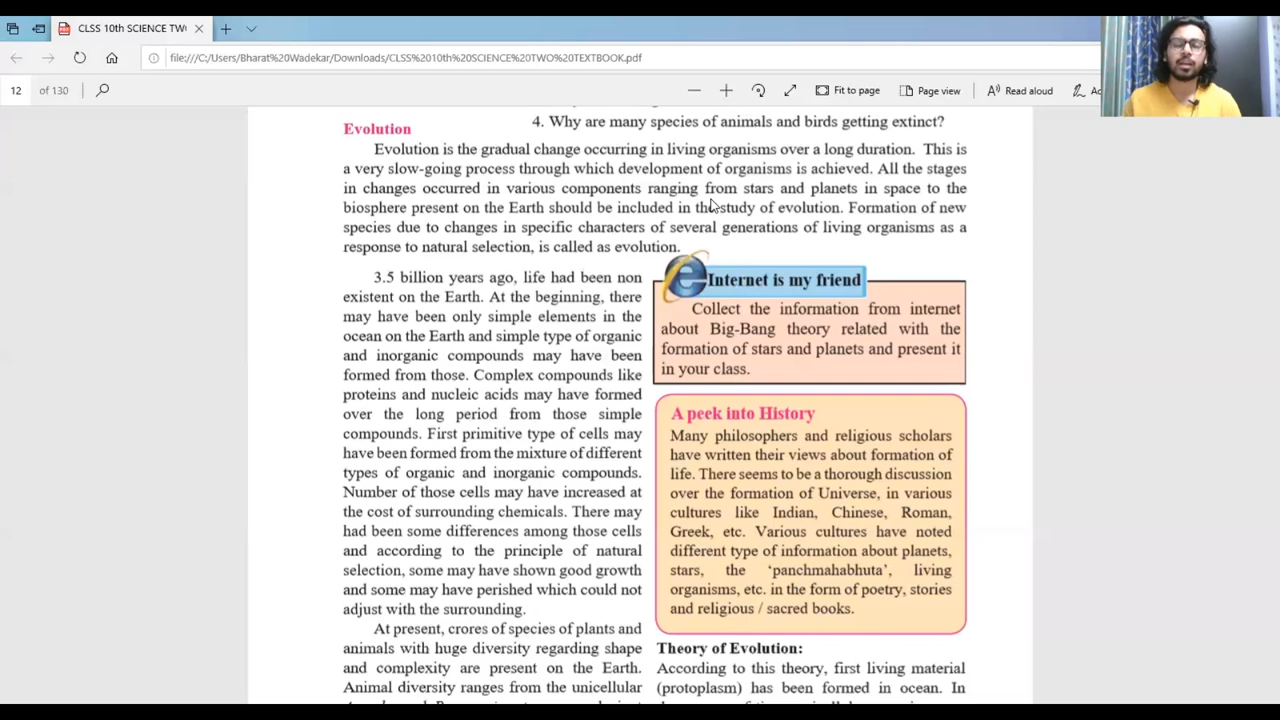 CLSS 10th SCIENCE TWO
file:///C:/Users/Bharat%20Wadekar/Downloads/CLSS%2010th%20SCIENCE%20TWO%20TEXTBOOK.pdf
12 of 130
Fit to page
Page view
Read aloud
4. Why are many species of animals and birds getting extinct?
Evolution
Evolution is the gradual change occurring in living organisms over a long duration. This is
a very slow-going process through which development of organisms is achieved. All the stages
in changes occurred in various components ranging from stars and planets in space to the
biosphere present on the Earth should be included in the study of evolution. Formation of new
species due to changes in specific characters of several generations of living organisms as a
response to natural selection, is called as evolution.
3.5 billion years ago, life had been non
existent on the Earth. At the beginning, there
may have been only simple elements in the
ocean on the Earth and simple type of organic
and inorganic compounds may have been
formed from those. Complex compounds like
proteins and nucleic acids may have formed
over the long period from those simple
compounds. First primitive type of cells may
have been formed from the mixture of different
types of organic and inorganic compounds.
Number of those cells may have increased at
the cost of surrounding chemicals. There may
had been some differences among those cells
and according to the principle of natural
selection, some may have shown good growth
and some may have perished which could not
adjust with the surrounding.
At present, crores of species of plants and
animals with huge diversity regarding shape
and complexity are present on the Earth.
Animal diversity ranges from the unicellular
Internet is my friend
Collect the information from internet
about Big-Bang theory related with the
formation of stars and planets and present it
in your class.
A peek into History
Many philosophers and religious scholars
have written their views about formation of
life. There seems to be a thorough discussion
over the formation of Universe, in various
cultures like Indian, Chinese, Roman,
Greek, etc. Various cultures have noted
different type of information about planets,
stars, the 'panchmahabhuta', living
organisms, etc. in the form of poetry, stories
and religious / sacred books.
Theory of Evolution:
According to this theory, first living material
(protoplasm) has been formed in ocean. In